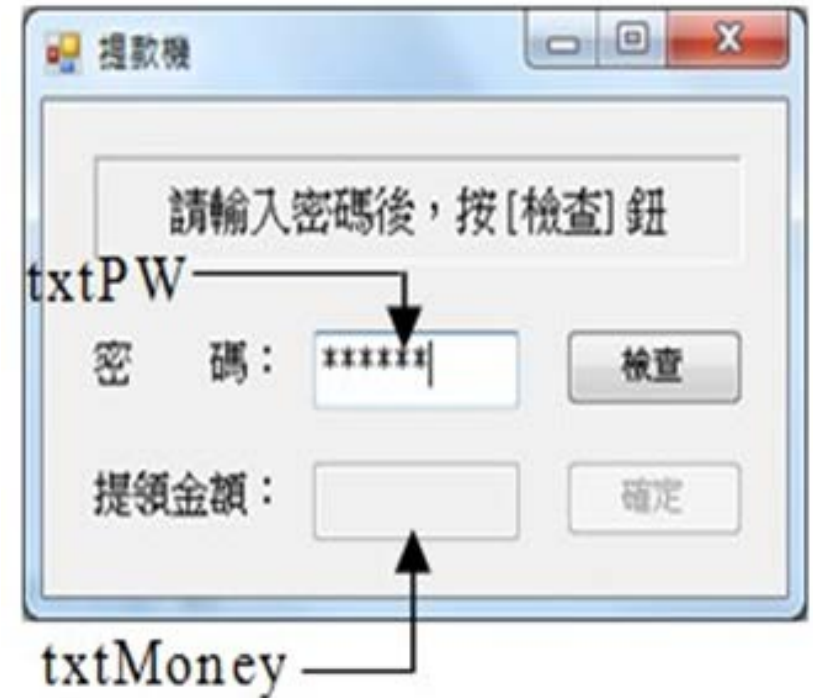 提款機
請輸入密碼後，按[檢查]鈕
txtPW
密 碼： ****** 檢查
提領金額： 確定
txtMoney